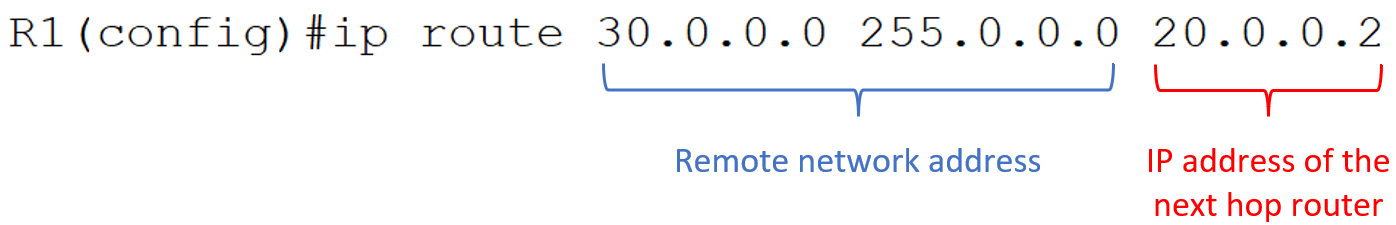 R1(config)#ip route 30.0.0.0 255.0.0.0 20.0.0.2
Remote network address
IP address of the
next hop router